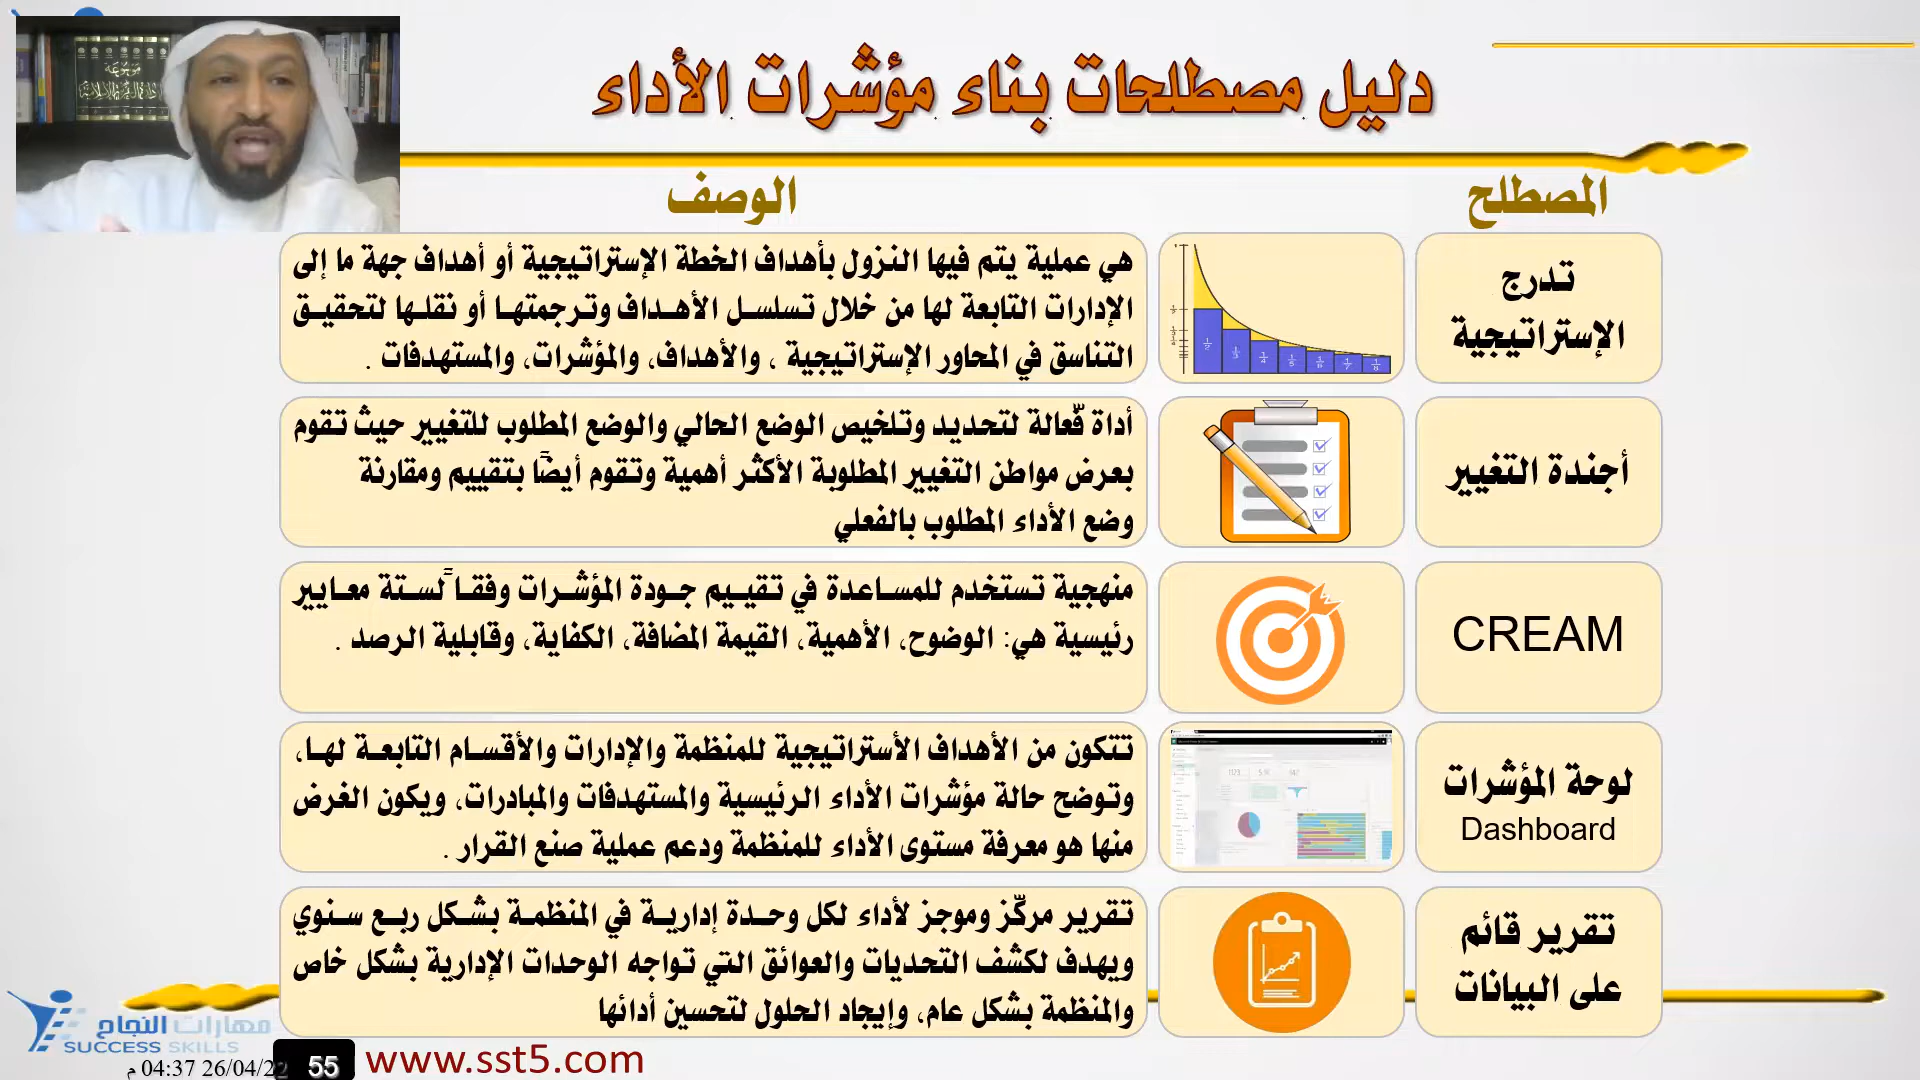 دليل مصطلحات بناء مؤشرات الأداء
المصطلح
الوصف
تدرج
الإستراتيجية
هي عملية يتم فيها النزول بأهداف الخطة الإستراتيجية أو أهداف جهة ما إلى
الإدارات التابعة لها من خلال تسلسل الأهداف وترجمتها أو نقلها لتحقيق
التناسق في المحاور الإستراتيجية ، والأهداف، والمؤشرات، والمستهدفات .
أجندة التغيير
أداة فّعالة لتحديد وتلخيص الوضع الحالي والوضع المطلوب للتغيير حيث تقوم
بعرض مواطن التغيير المطلوبة الأكثر أهمية وتقوم أيضًا بتقييم ومقارنة
وضع الأداء المطلوب بالفعلي
CREAM
منهجية تستخدم للمساعدة في تقييم جودة المؤشرات وفقا ًلستة معايير
رئيسية هي: الوضوح، الأهمية، القيمة المضافة، الكفاية، وقابلية الرصد .
لوحة المؤشرات
Dashboard
تتكون من الأهداف الأستراتيجية للمنظمة والإدارات والأقسام التابعة لها،
وتوضح حالة مؤشرات الأداء الرئيسية والمستهدفات والمبادرات، ويكون الغرض
منها هو معرفة مستوى الأداء للمنظمة ودعم عملية صنع القرار .
تقرير قائم
على البيانات
تقرير مركّز وموجز لأداء لكل وحدة إدارية في المنظمة بشكل ربع سنوي
ويهدف لكشف التحديات والعوائق التي تواجه الوحدات الإدارية بشكل خاص
والمنظمة بشكل عام، وإيجاد الحلول لتحسين أدائها
مهارات النجاح
SUCCESS SKILLS
04:37 26/04/22 م
55
www.sst5.com